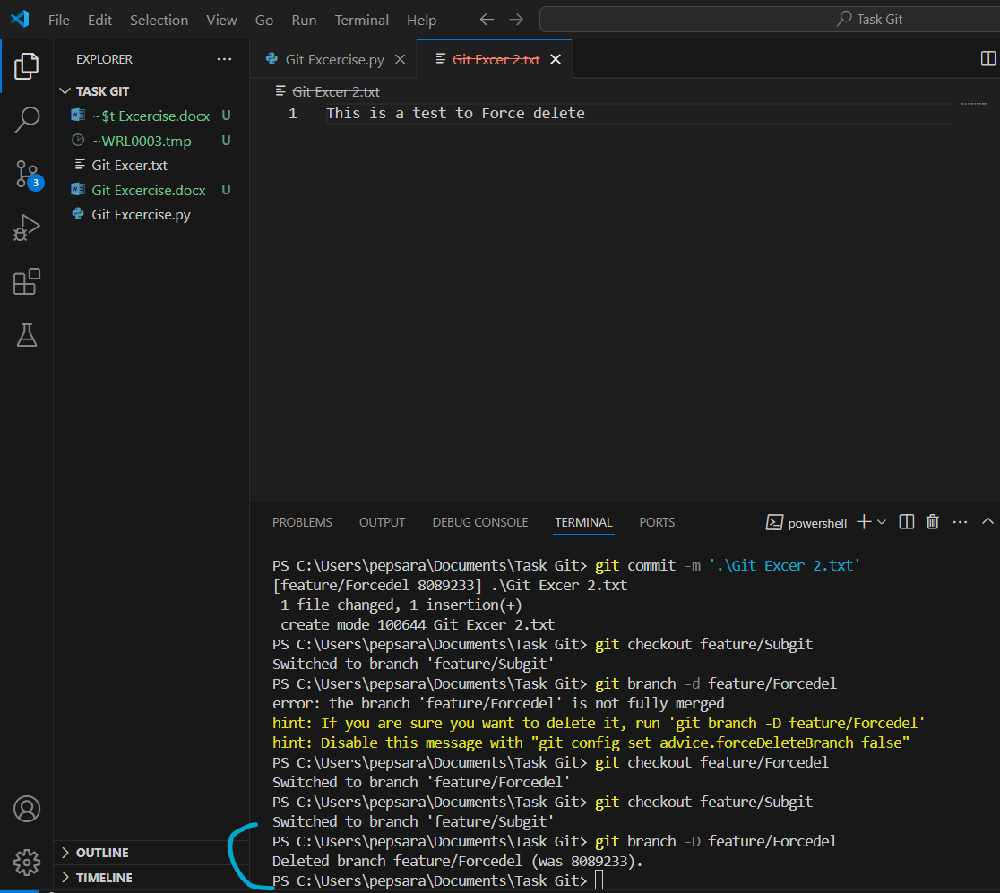 File Edit Selection View Go Run Terminal Help
Task Git
EXPLORER
TASK GIT
~$t Excercise.docx U
~WRL0003.tmp U
Git Excer.txt
Git Excercise.docx U
Git Excercise.py
3
OUTLINE
TIMELINE
Git Excercise.py
Git Excer 2.txt
Git Excer 2.txt
1 This is a test to Force delete
PROBLEMS OUTPUT DEBUG CONSOLE TERMINAL PORTS
powershell
PS C:\Users\pepsara\Documents\Task Git> git commit -m '.\Git Excer 2.txt'
[feature/Forcedel 8089233] .\Git Excer 2.txt
1 file changed, 1 insertion(+)
create mode 100644 Git Excer 2.txt
PS C:\Users\pepsara\Documents\Task Git> git checkout feature/Subgit
Switched to branch 'feature/Subgit'
PS C:\Users\pepsara\Documents\Task Git> git branch -d feature/Forcedel
error: the branch 'feature/Forcedel' is not fully merged
hint: If you are sure you want to delete it, run 'git branch -D feature/Forcedel'
hint: Disable this message with "git config set advice.forceDeleteBranch false"
PS C:\Users\pepsara\Documents\Task Git> git checkout feature/Forcedel
Switched to branch 'feature/Forcedel'
PS C:\Users\pepsara\Documents\Task Git> git checkout feature/Subgit
Switched to branch 'feature/Subgit'
PS C:\Users\pepsara\Documents\Task Git> git branch -D feature/Forcedel
Deleted branch feature/Forcedel (was 8089233).
PS C:\Users\pepsara\Documents\Task Git>